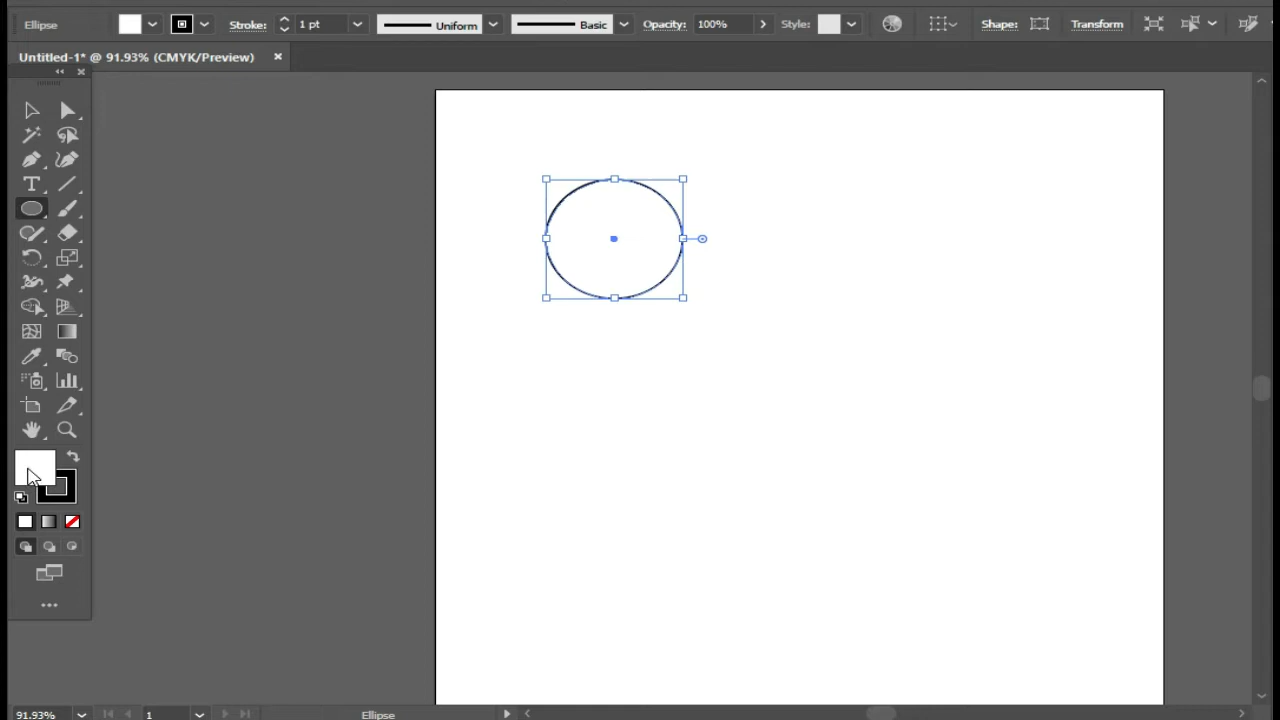 Ellipse Stroke: 1 pt Uniform Basic Opacity: 100% Style: Shape: Transform
Untitled-1* @ 91.93% (CMYK/Preview) ×
T
91.93% 1 Ellipse